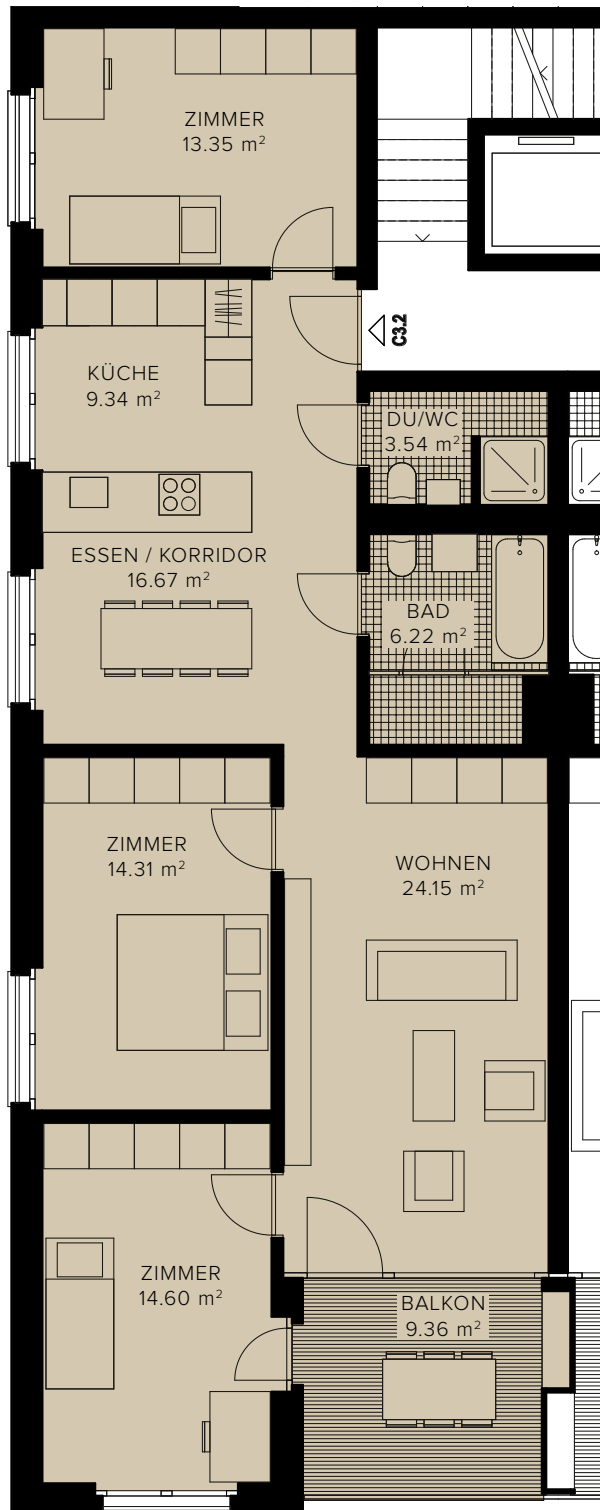 ZIMMER
13.35 m²
C3.2
KÜCHE
9.34 m²
DU/WC
3.54 m²
ESSEN / KORRIDOR
16.67 m²
BAD
6.22 m²
ZIMMER
14.31 m²
WOHNEN
24.15 m²
ZIMMER
14.60 m²
BALKON
9.36 m²